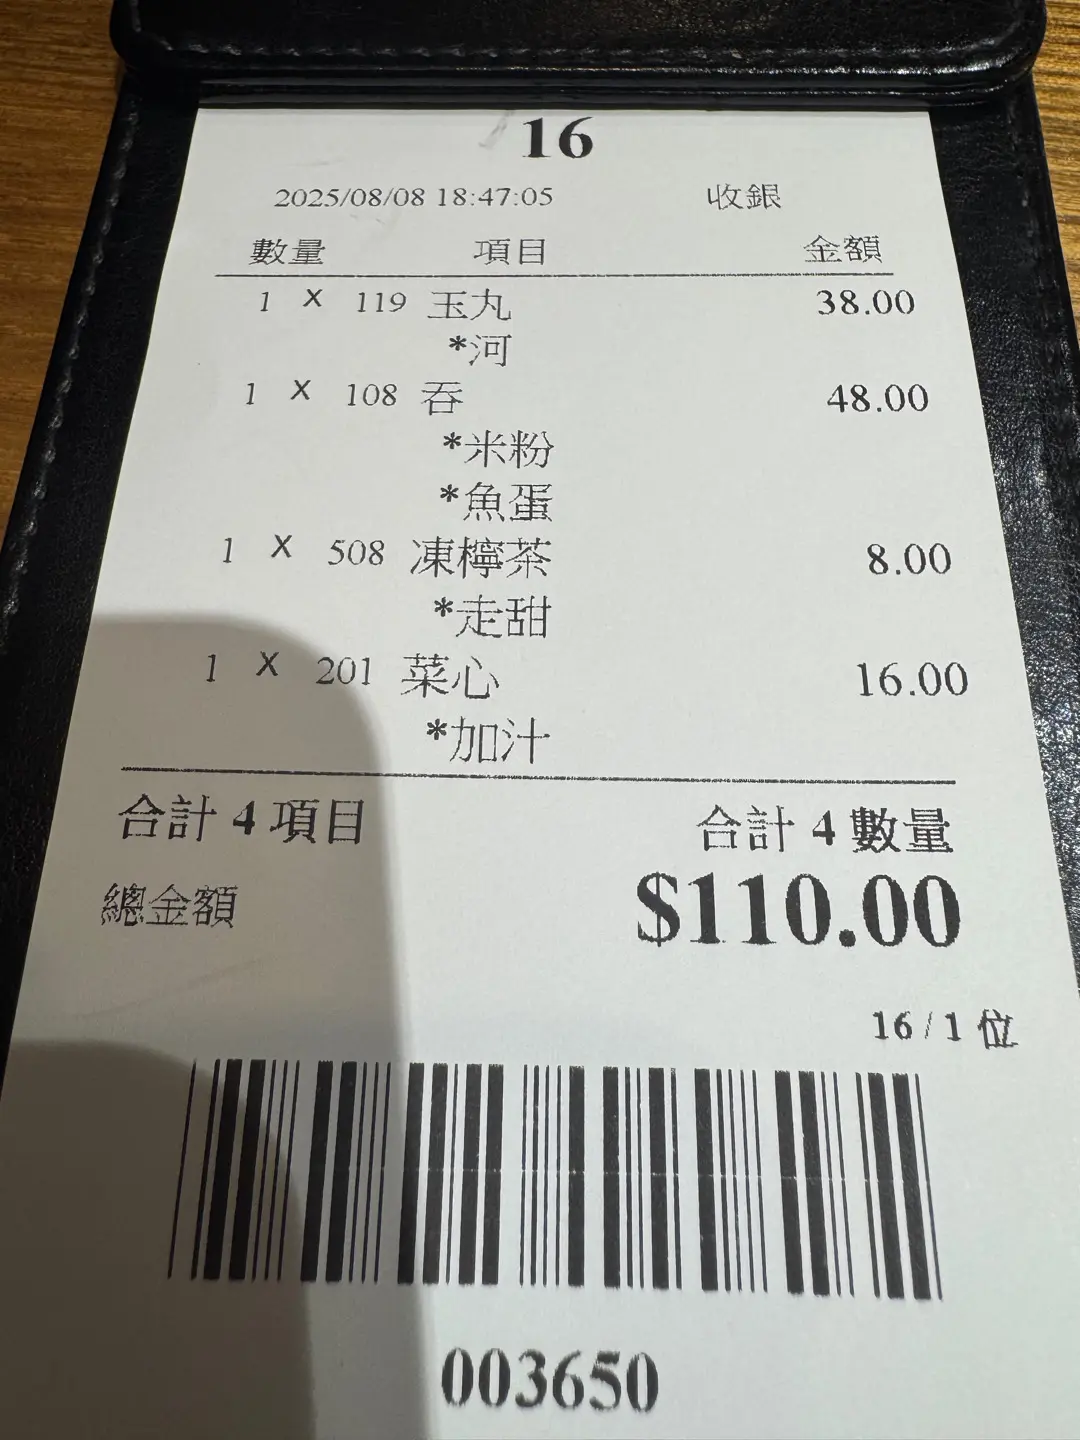 16
2025/08/08 18:47:05 收銀
數量 項目 金額
1 X 119 玉丸 38.00
*河
1 X 108 吞 48.00
*米粉
*魚蛋
1 X 508 凍檸茶 8.00
*走甜
1 X 201 菜心 16.00
*加汁
合計 4 項目 合計 4 數量
總金額 $110.00
16 / 1 位
003650